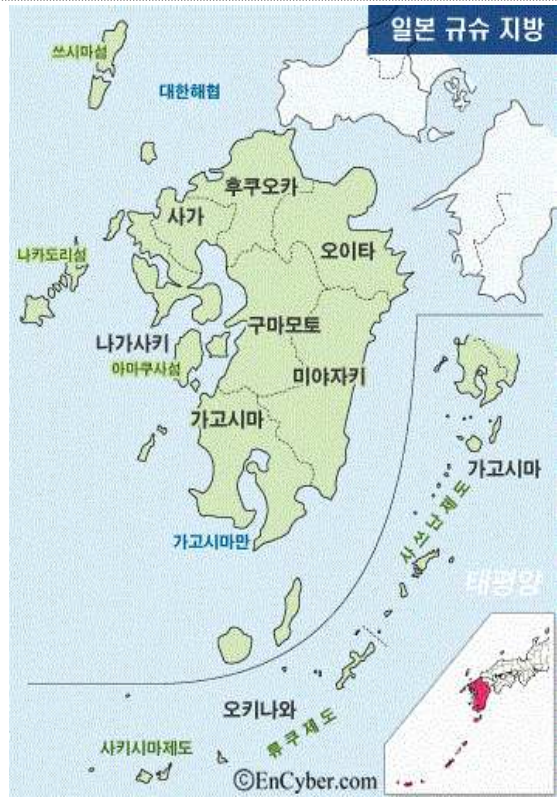 일본 규슈 지방
쓰시마섬
대한해협
후쿠오카
사가
오이타
나카도리섬
구마모토
나가사키
아마쿠사섬
미야자키
가고시마
가고시마
사쓰난제도
가고시마만
태평양
오키나와
류쿠제도
사키시마제도
©EnCyber.com